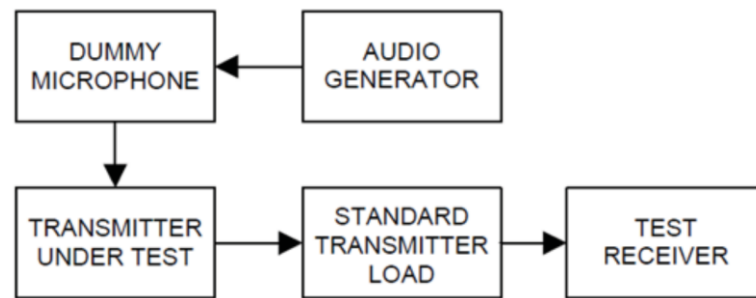 DUMMY
MICROPHONE
AUDIO
GENERATOR
TRANSMITTER
UNDER TEST
STANDARD
TRANSMITTER
LOAD
TEST
RECEIVER